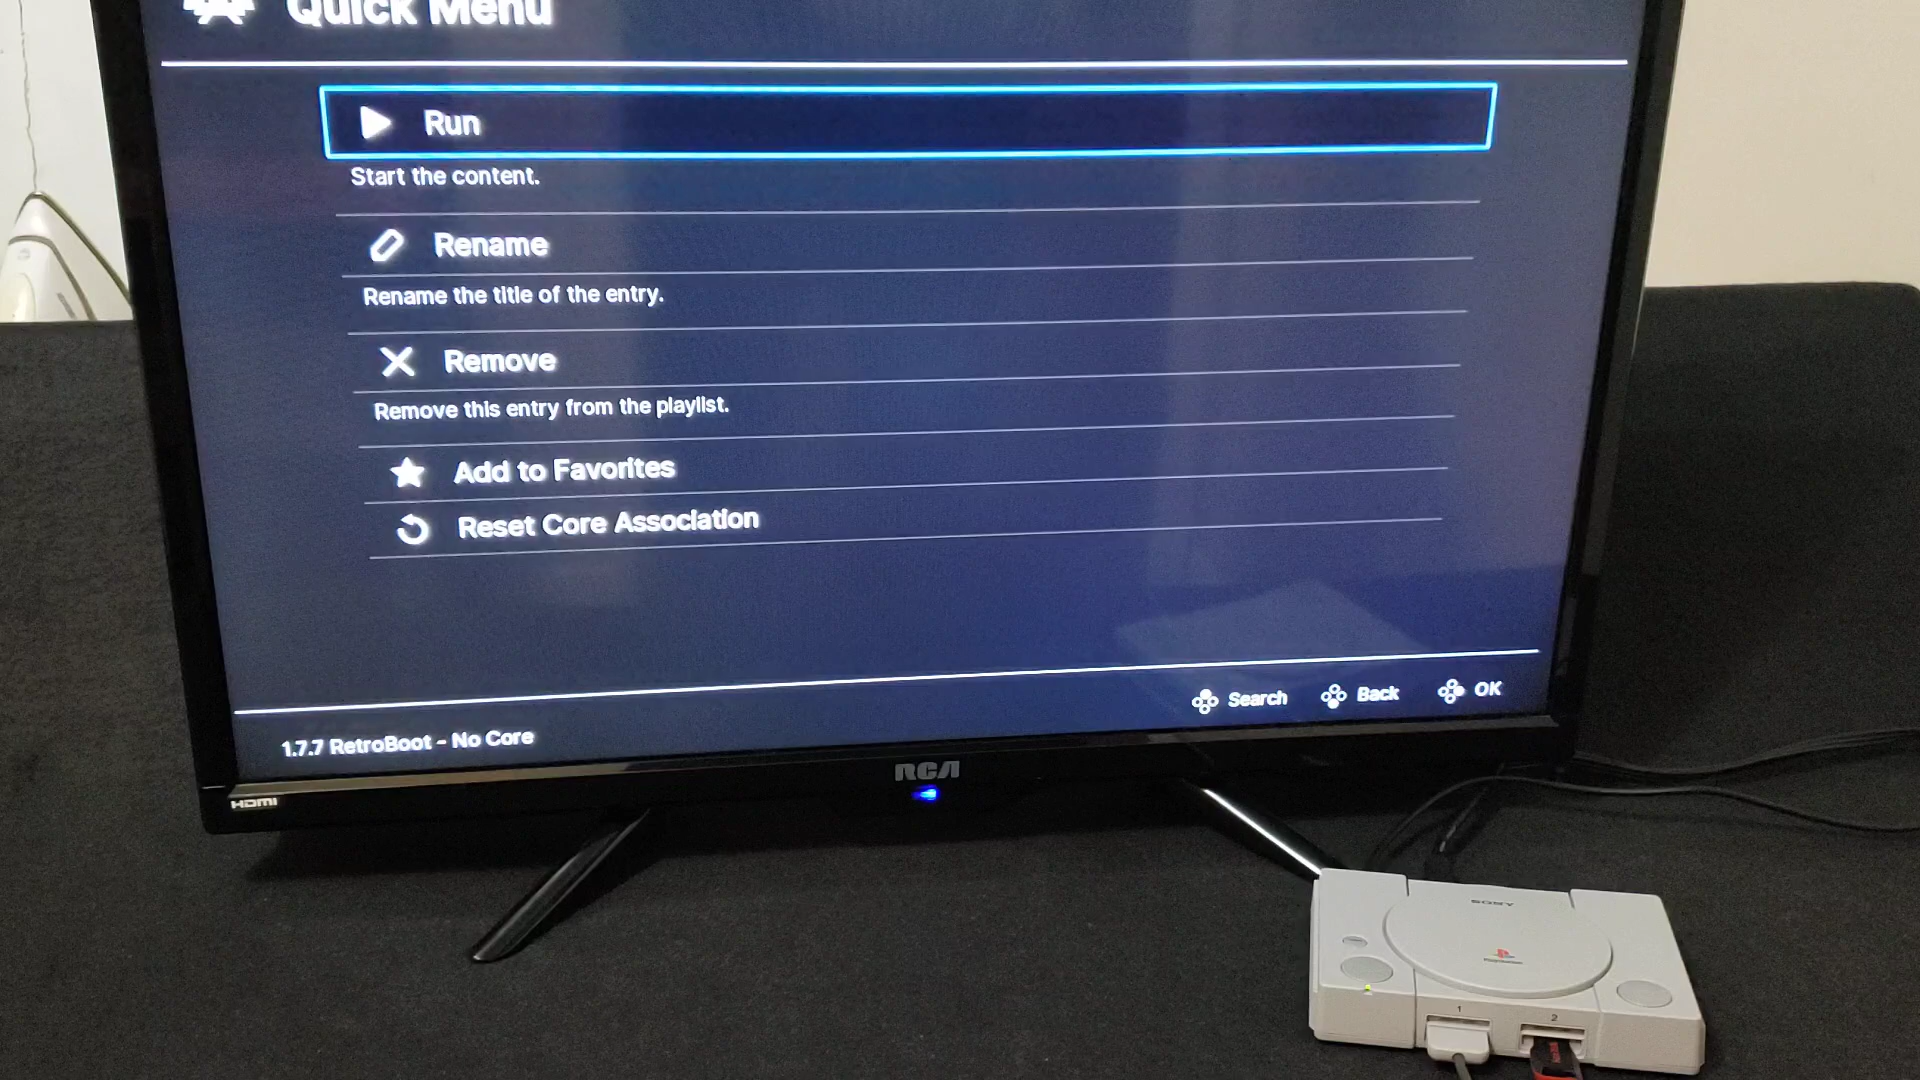 Quick Menu
Run
Start the content.
Rename
Rename the title of the entry.
Remove
Remove this entry from the playlist.
Add to Favorites
Reset Core Association
Search
Back
OK
1.7.7 RetroBoot - No Core
RCA
HDMI
SONY
1
2